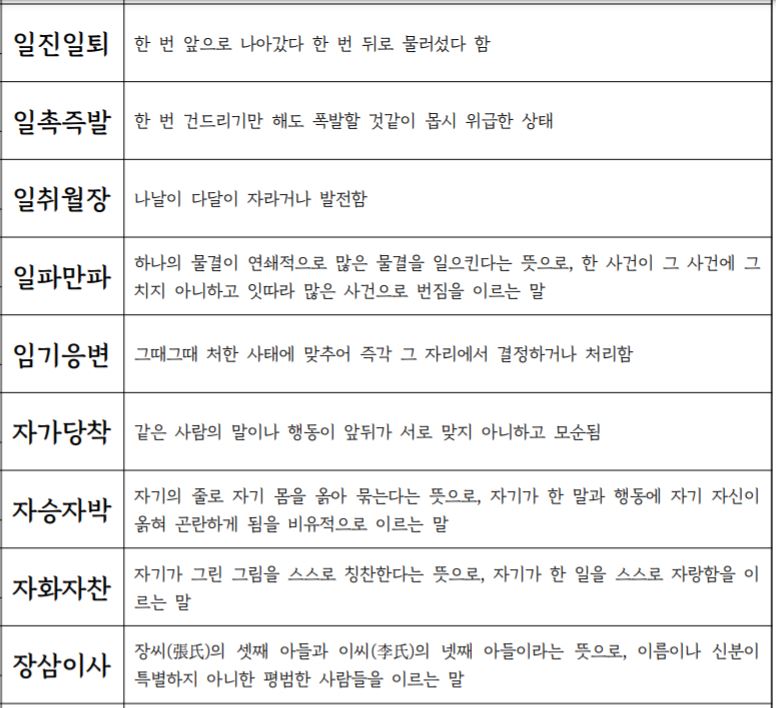 일진일퇴
한 번 앞으로 나아갔다 한 번 뒤로 물러섰다 함
일촉즉발
한 번 건드리기만 해도 폭발할 것같이 몹시 위급한 상태
일취월장
나날이 다달이 자라거나 발전함
일파만파
하나의 물결이 연쇄적으로 많은 물결을 일으킨다는 뜻으로, 한 사건이 그 사건에 그
치지 아니하고 잇따라 많은 사건으로 번짐을 이르는 말
임기응변
그때그때 처한 사태에 맞추어 즉각 그 자리에서 결정하거나 처리함
자가당착
같은 사람의 말이나 행동이 앞뒤가 서로 맞지 아니하고 모순됨
자승자박
자기의 줄로 자기 몸을 옭아 묶는다는 뜻으로, 자기가 한 말과 행동에 자기 자신이
옭혀 곤란하게 됨을 비유적으로 이르는 말
자화자찬
자기가 그린 그림을 스스로 칭찬한다는 뜻으로, 자기가 한 일을 스스로 자랑함을 이
르는 말
장삼이사
장씨(張氏)의 셋째 아들과 이씨(李氏)의 넷째 아들이라는 뜻으로, 이름이나 신분이
특별하지 아니한 평범한 사람들을 이르는 말